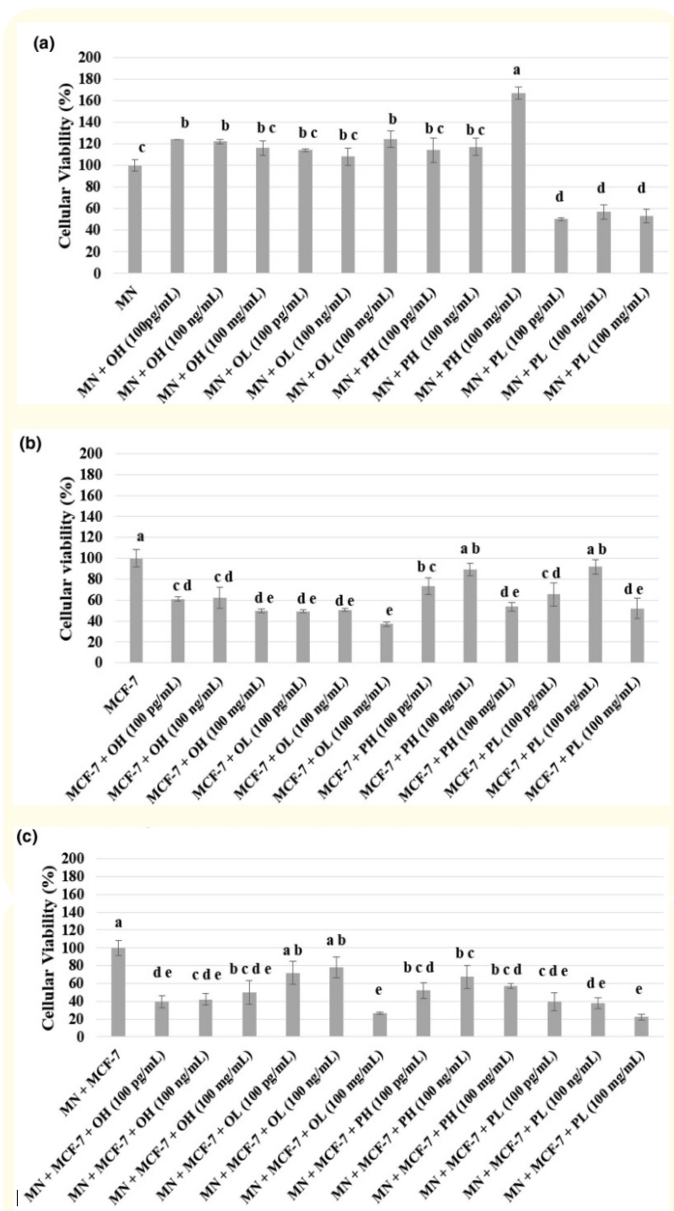 (a)
Cellular Viability (%)
200
180
160
140
120
100
80
60
40
20
0
c
b
b
b c
b c
b c
b
b c
b c
a
d
d
d
MN
MN + OH (100pg/mL)
MN + OH (100 ng/mL)
MN + OH (100 mg/mL)
MN + OL (100 pg/mL)
MN + OL (100 ng/mL)
MN + OL (100 mg/mL)
MN + PH (100 pg/mL)
MN + PH (100 ng/mL)
MN + PH (100 mg/mL)
MN + PL (100 pg/mL)
MN + PL (100 ng/mL)
MN + PL (100 mg/mL)
(b)
Cellular viability (%)
200
180
160
140
120
100
80
60
40
20
0
a
c d
c d
d e
d e
d e
e
b c
a b
d e
c d
a b
d e
MCF-7
MCF-7 + OH (100 pg/mL)
MCF-7 + OH (100 ng/mL)
MCF-7 + OH (100 mg/mL)
MCF-7 + OL (100 pg/mL)
MCF-7 + OL (100 ng/mL)
MCF-7 + OL (100 mg/mL)
MCF-7 + PH (100 pg/mL)
MCF-7 + PH (100 ng/mL)
MCF-7 + PH (100 mg/mL)
MCF-7 + PL (100 pg/mL)
MCF-7 + PL (100 ng/mL)
MCF-7 + PL (100 mg/mL)
(c)
Cellular Viability (%)
200
180
160
140
120
100
80
60
40
20
0
a
d e
c d e
b c d e
a b
a b
e
b c d
b c
b c d
c d e
d e
e
MN + MCF-7
MN + MCF-7 + OH (100 pg/mL)
MN + MCF-7 + OH (100 ng/mL)
MN + MCF-7 + OH (100 mg/mL)
MN + MCF-7 + OL (100 pg/mL)
MN + MCF-7 + OL (100 ng/mL)
MN + MCF-7 + OL (100 mg/mL)
MN + MCF-7 + PH (100 pg/mL)
MN + MCF-7 + PH (100 ng/mL)
MN + MCF-7 + PH (100 mg/mL)
MN + MCF-7 + PL (100 pg/mL)
MN + MCF-7 + PL (100 ng/mL)
MN + MCF-7 + PL (100 mg/mL)